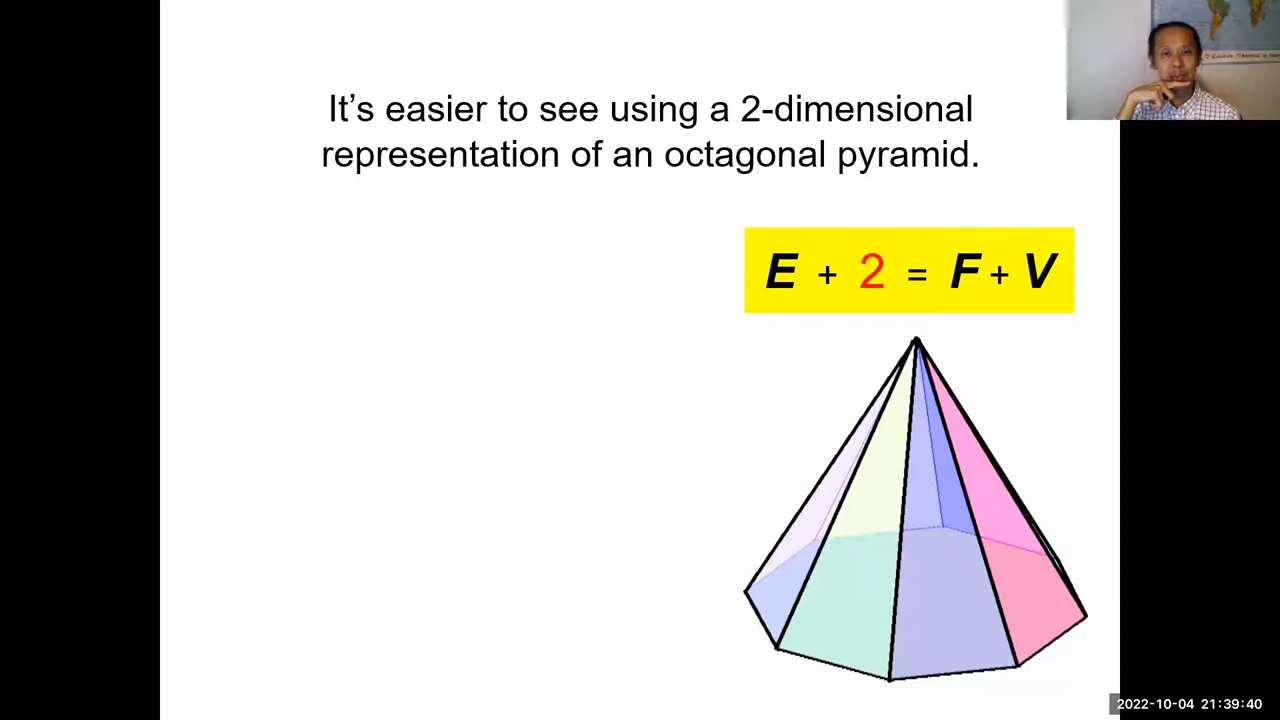 It’s easier to see using a 2-dimensional
representation of an octagonal pyramid.
E + 2 = F + V
2022-10-04 21:39:40